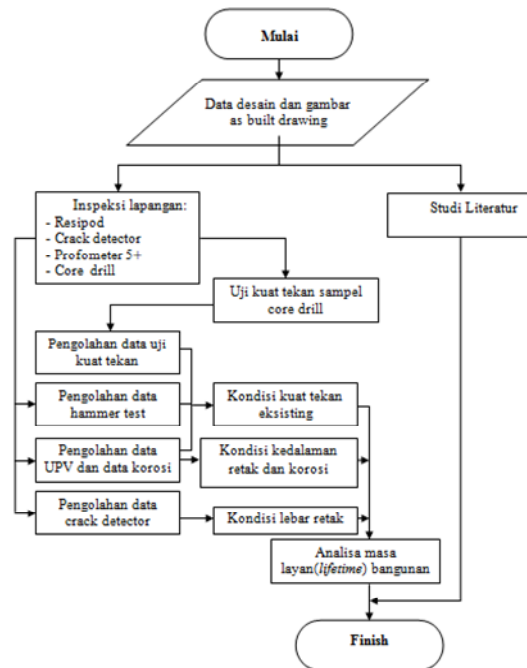 Mulai
Data desain dan gambar
as built drawing
Inspeksi lapangan:
- Resipod
- Crack detector
- Profometer 5+
- Core drill
Studi Literatur
Uji kuat tekan sampel
core drill
Pengolahan data uji
kuat tekan
Pengolahan data
hammer test
Kondisi kuat tekan
eksisting
Pengolahan data
UPV dan data korosi
Kondisi kedalaman
retak dan korosi
Pengolahan data
crack detector
Kondisi lebar retak
Analisa masa
layan(lifetime) bangunan
Finish